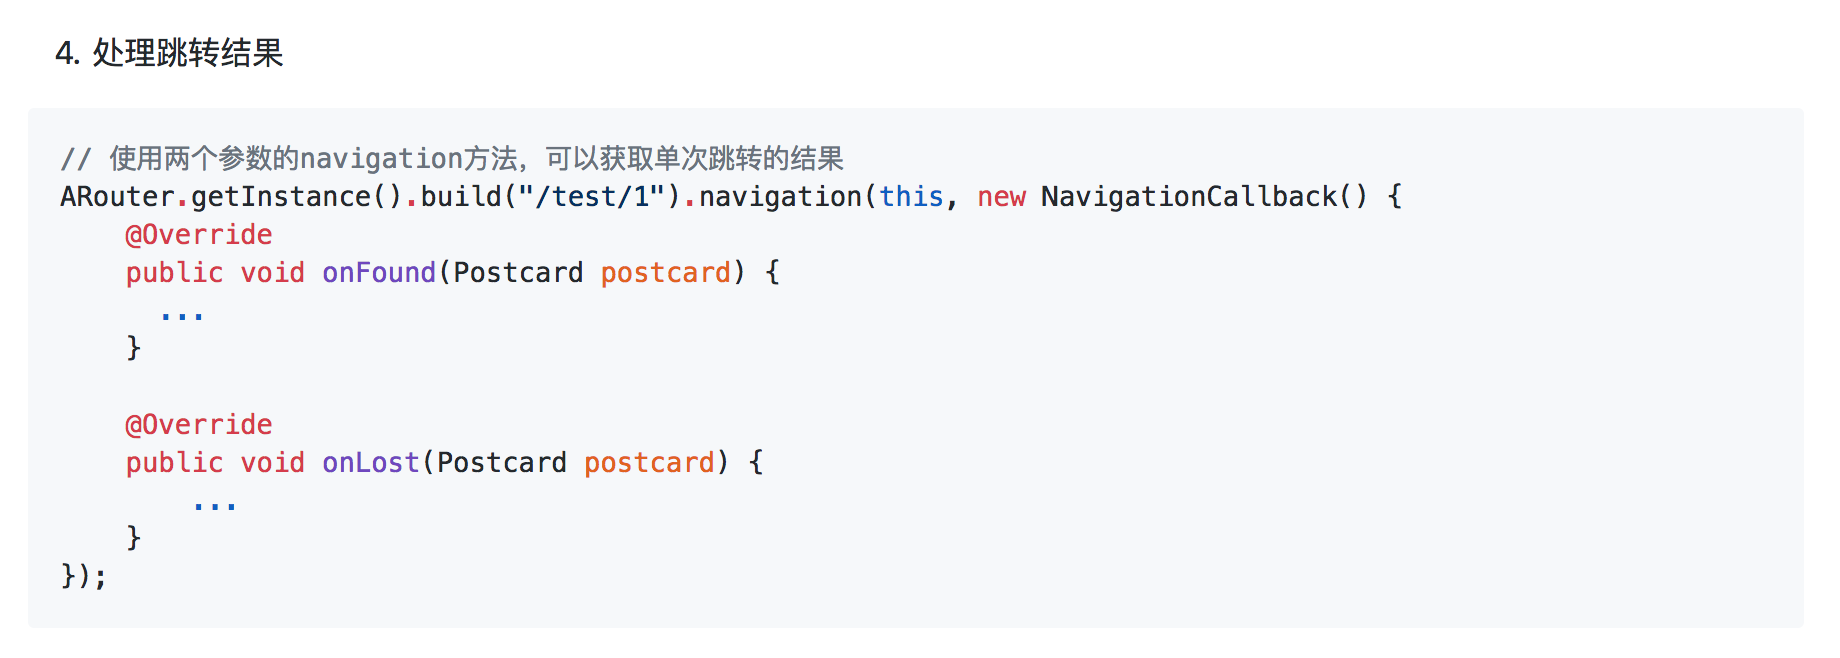 4. 处理跳转结果
// 使用两个参数的navigation方法，可以获取单次跳转的结果
ARouter.getInstance().build("/test/1").navigation(this, new NavigationCallback() {
    @Override
    public void onFound(Postcard postcard) {
      ...
    }

    @Override
    public void onLost(Postcard postcard) {
        ...
    }
});